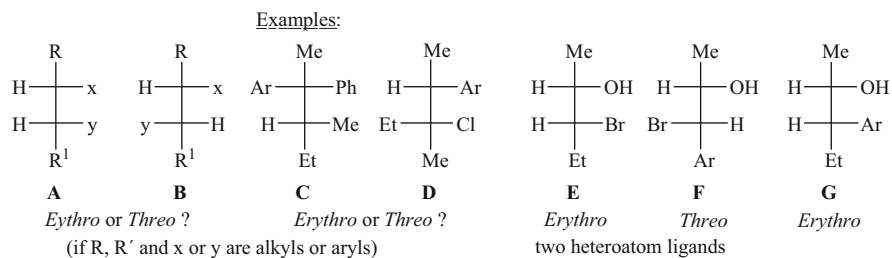 Examples:
R R Me Me Me Me Me
H x H x Ar Ph H Ar H OH H OH H OH
H y y H H Me Et Cl H Br Br H H Ar
R1 R1 Et Me Et Ar Et
A B C D E F G
Eythro or Threo ? Erythro or Threo ? Erythro Threo Erythro
(if R, R´ and x or y are alkyls or aryls) two heteroatom ligands